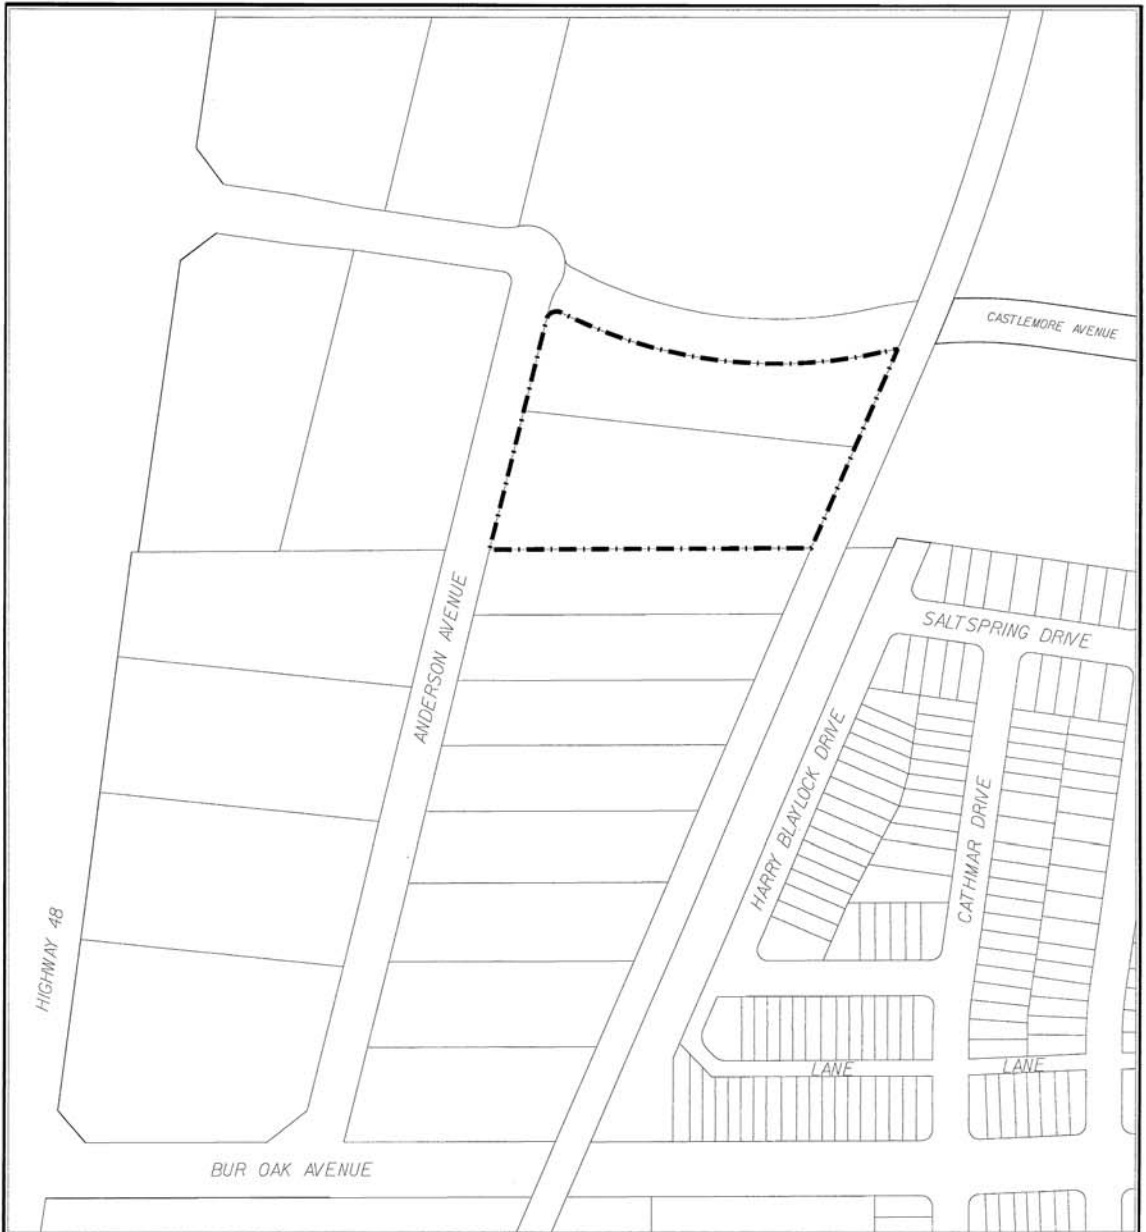 CASTLEMORE AVENUE
SALTSPRING DRIVE
ANDERSON AVENUE
HARRY BLAYLOCK DRIVE
CATHMAR DRIVE
HIGHWAY 48
LANE
LANE
BUR OAK AVENUE